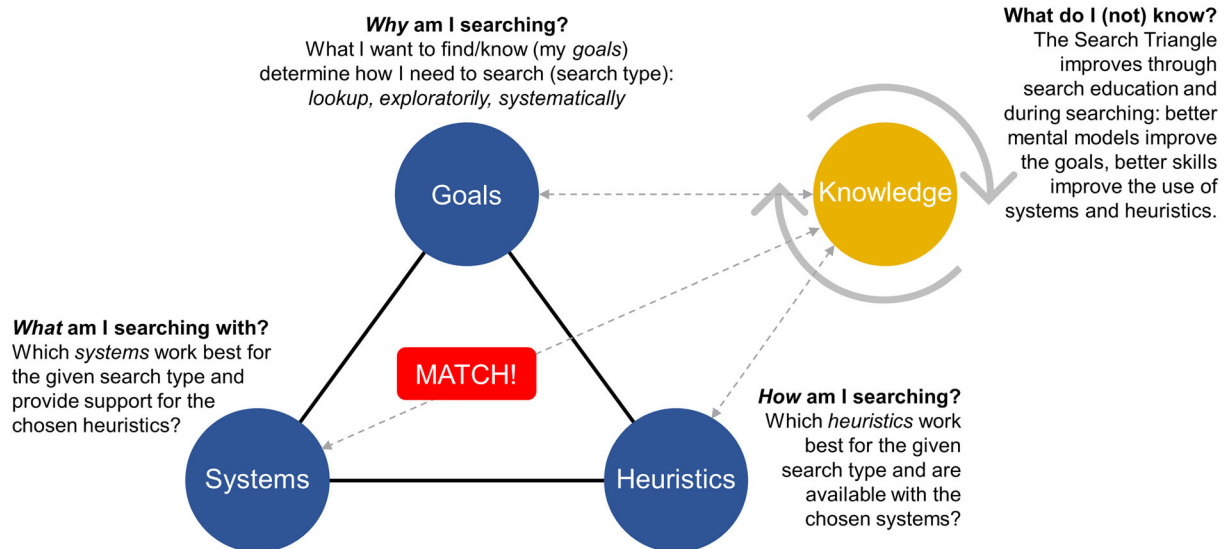 Why am I searching?
What I want to find/know (my goals)
determine how I need to search (search type):
lookup, exploratorily, systematically
What do I (not) know?
The Search Triangle
improves through
search education and
during searching: better
mental models improve
the goals, better skills
improve the use of
systems and heuristics.
Goals
Knowledge
What am I searching with?
Which systems work best for
the given search type and
provide support for the
chosen heuristics?
MATCH!
How am I searching?
Which heuristics work
best for the given
search type and are
available with the
chosen systems?
Systems
Heuristics